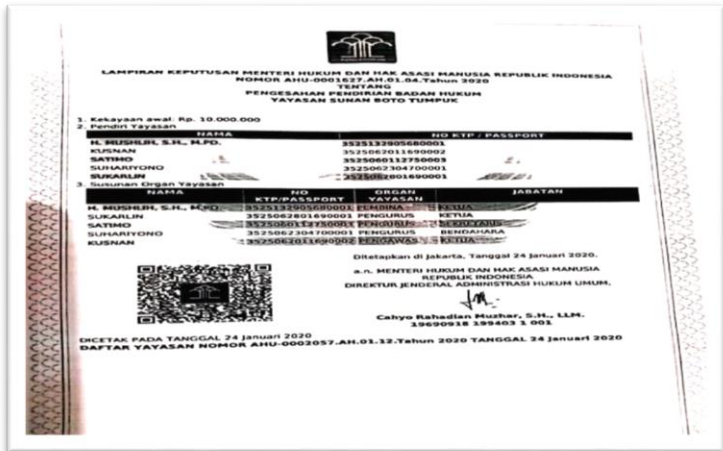 LAMPIRAN KEPUTUSAN MENTERI HUKUM DAN HAK ASASI MANUSIA REPUBLIK INDONESIA
NOMOR AHU-0001627.AH.01.04.Tahun 2020
TENTANG
PENGESAHAN PENDIRIAN BADAN HUKUM
YAYASAN SUNAN BOTO TUMPUK
1. Kekayaan awal: Rp. 10.000.000
2. Pendiri Yayasan
NAMA NO KTP / PASSPORT
H. MUSHLIH, S.H., M.PD. 3525132905680001
KUSNAN 3525062011690002
SATIMO 3525060112750003
SUHARIYONO 3525062304700001
SUKARLIN 3525062801690001
3. Susunan Organ Yayasan
NAMA NO KTP/PASSPORT ORGAN YAYASAN JABATAN
H. MUSHLIH, S.H., M.PD. 3525132905680001 PEMBINA KETUA
SUKARLIN 3525062801690001 PENGURUS KETUA
SATIMO PENGURUS SEKRETARIS
SUHARIYONO 3525062304700001 PENGURUS BENDAHARA
KUSNAN 3525062011690002 PENGAWAS KETUA
Ditetapkan di Jakarta, Tanggal 24 Januari 2020.
a.n. MENTERI HUKUM DAN HAK ASASI MANUSIA
REPUBLIK INDONESIA
DIREKTUR JENDERAL ADMINISTRASI HUKUM UMUM,
Cahyo Rahadian Muzhar, S.H., LLM.
19690918 199403 1 001
DICETAK PADA TANGGAL 24 Januari 2020
DAFTAR YAYASAN NOMOR AHU-0002057.AH.01.12.Tahun 2020 TANGGAL 24 Januari 2020